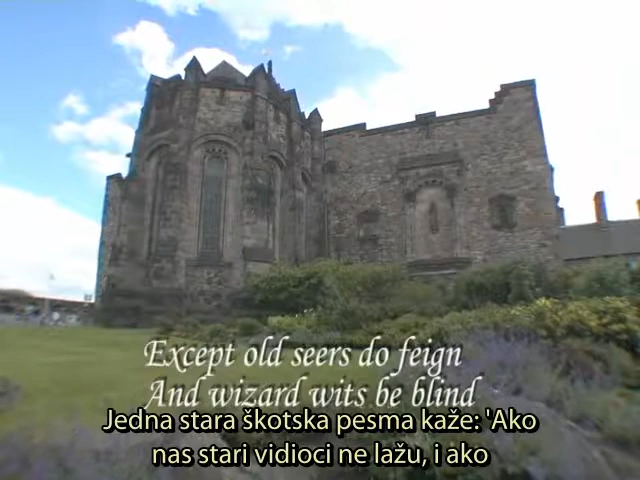 Except old seers do feign
And wizard wits be blind
Jedna stara škotska pesma kaže: 'Ako
nas stari vidioci ne lažu, i ako